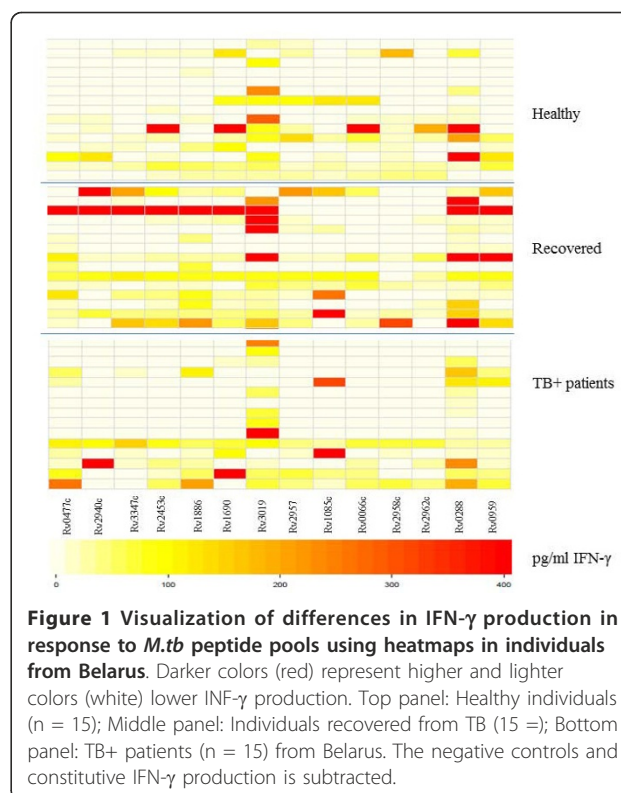 Healthy
Recovered
TB+ patients
Rv0477c
Rv2940c
Rv3347c
Rv2453c
Rv1886
Rv1690
Rv3019
Rv2957
Rv1085c
Rv0066c
Rv2958c
Rv2962c
Rv0288
Rv0959
pg/ml IFN-γ
0
100
200
300
400
Figure 1 Visualization of differences in IFN-γ production in
response to M.tb peptide pools using heatmaps in individuals
from Belarus. Darker colors (red) represent higher and lighter
colors (white) lower INF-γ production. Top panel: Healthy individuals
(n = 15); Middle panel: Individuals recovered from TB (15 =); Bottom
panel: TB+ patients (n = 15) from Belarus. The negative controls and
constitutive IFN-γ production is subtracted.